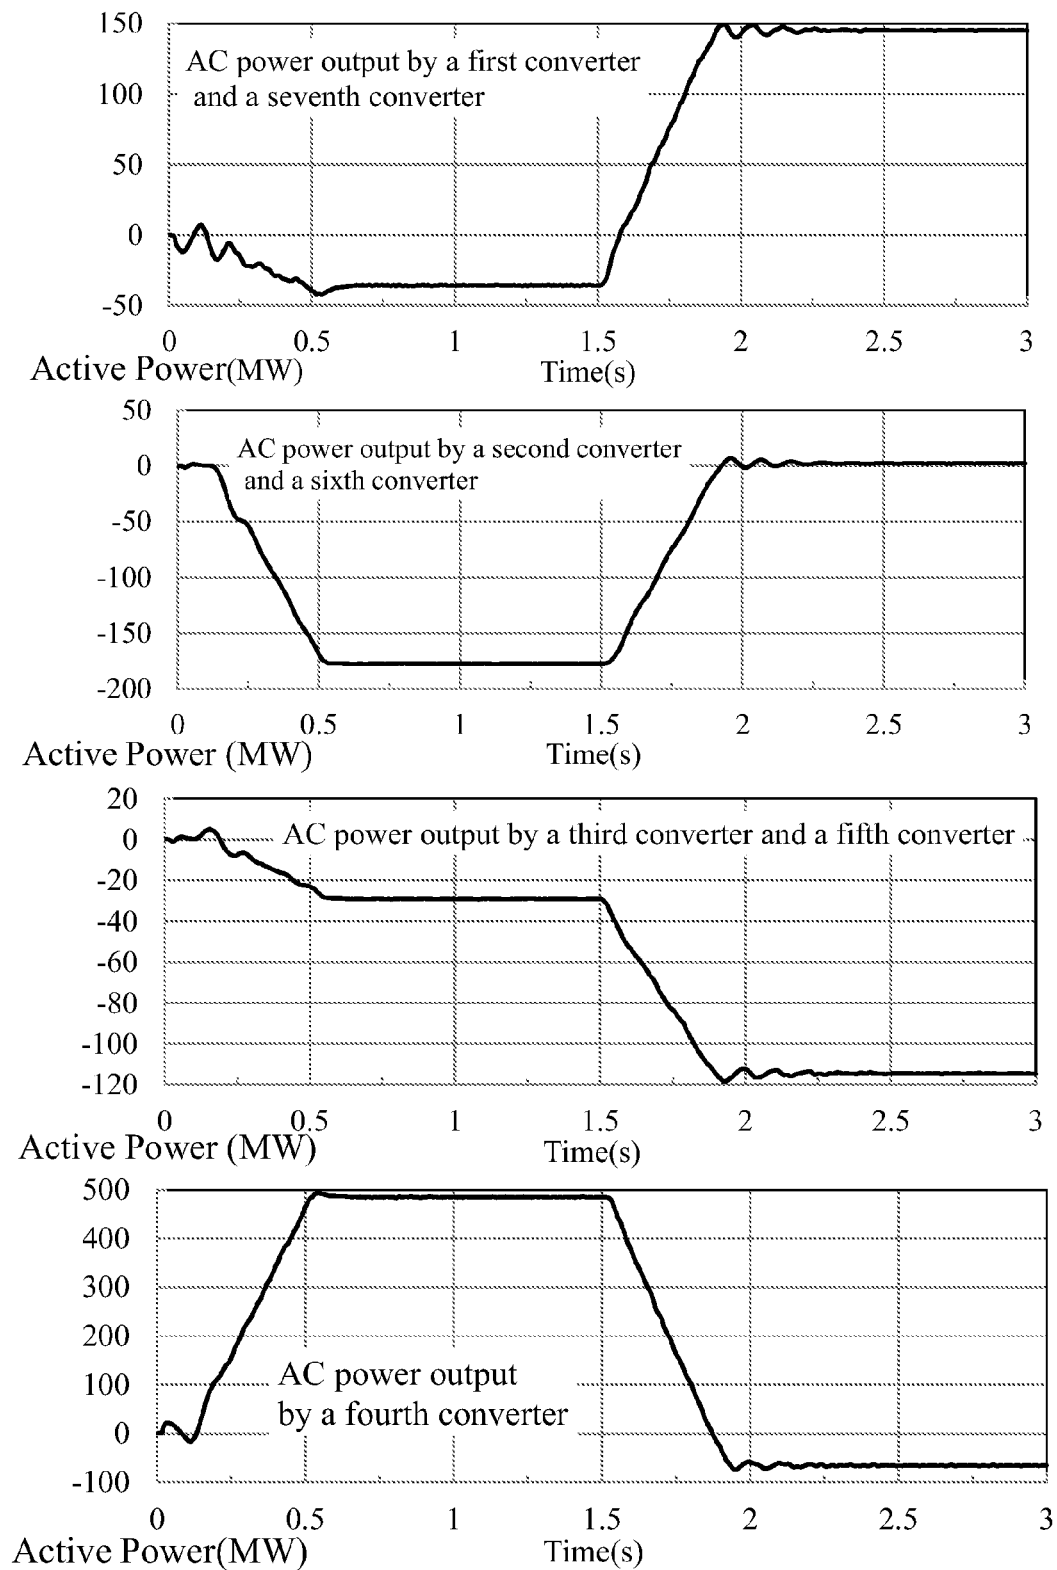 150
AC power output by a first converter
and a seventh converter
100
50
0
-50
0 0.5 1 1.5 2 2.5 3
Active Power(MW) Time(s)
50
AC power output by a second converter
0
and a sixth converter
-50
-100
-150
-200
0 0.5 1 1.5 2 2.5 3
Active Power (MW) Time(s)
20
0 AC power output by a third converter and a fifth converter
-20
-40
-60
-80
-100
-120
0 0.5 1 1.5 2 2.5 3
Active Power (MW) Time(s)
500
400
300
200
AC power output
100
by a fourth converter
0
-100
0 0.5 1 1.5 2 2.5 3
Active Power(MW) Time(s)